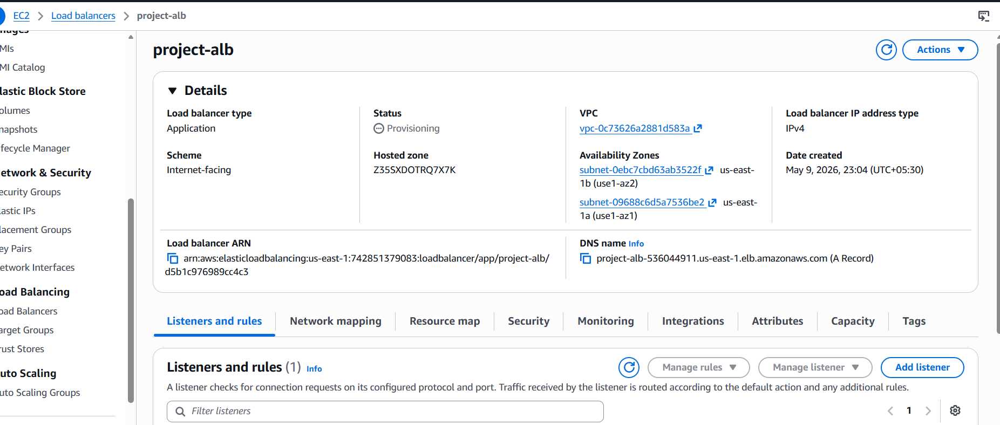 EC2 > Load balancers > project-alb
mages
MIs
MI Catalog
lastic Block Store
olumes
napshots
ifecycle Manager
etwork & Security
ecurity Groups
lastic IPs
lacement Groups
ey Pairs
etwork Interfaces
oad Balancing
oad Balancers
arget Groups
rust Stores
uto Scaling
uto Scaling Groups
project-alb
Actions
Details
Load balancer type
Application
Status
Provisioning
VPC
vpc-0c73626a2881d583a
Load balancer IP address type
IPv4
Scheme
Internet-facing
Hosted zone
Z35SXDOTRQ7X7K
Availability Zones
subnet-0ebc7cbd63ab3522f us-east-
1b (use1-az2)
subnet-09688c6d5a7536be2 us-east-
1a (use1-az1)
Date created
May 9, 2026, 23:04 (UTC+05:30)
Load balancer ARN
arn:aws:elasticloadbalancing:us-east-1:742851379083:loadbalancer/app/project-alb/
d5b1c976989cc4c3
DNS name Info
project-alb-536044911.us-east-1.elb.amazonaws.com (A Record)
Listeners and rules
Network mapping
Resource map
Security
Monitoring
Integrations
Attributes
Capacity
Tags
Listeners and rules (1) Info
Manage rules
Manage listener
Add listener
A listener checks for connection requests on its configured protocol and port. Traffic received by the listener is routed according to the default action and any additional rules.
Filter listeners
1